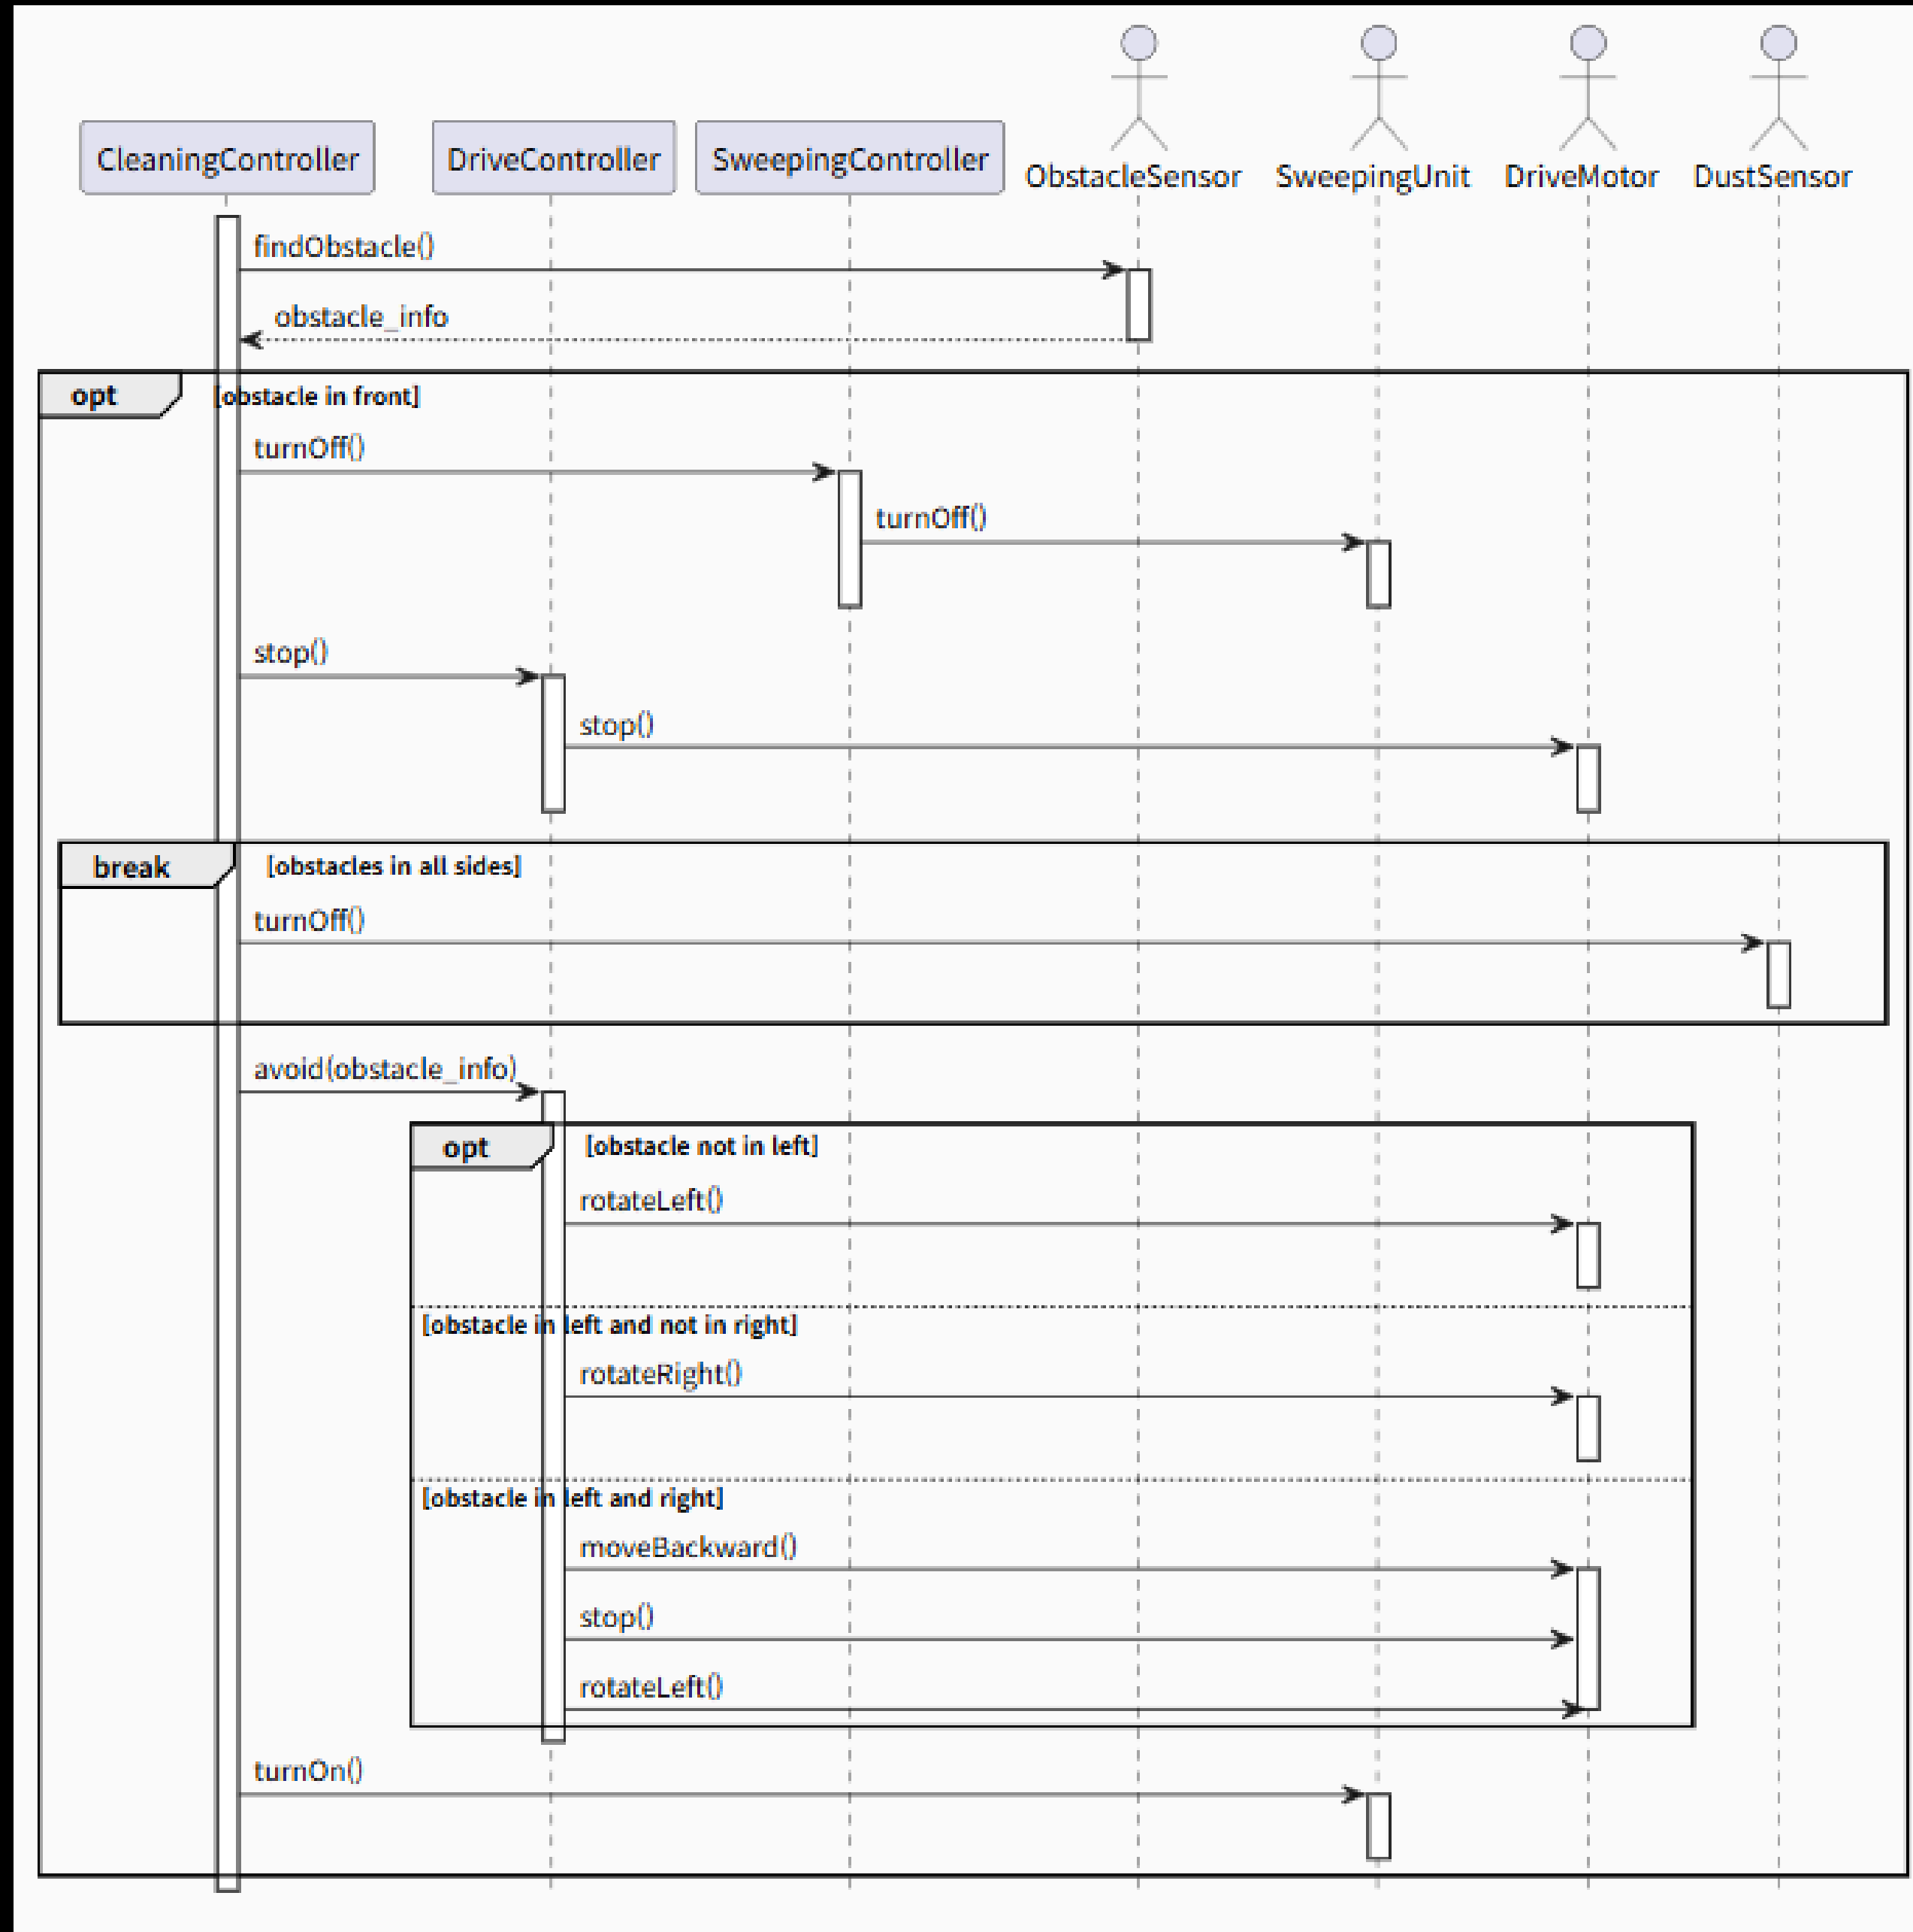 CleaningController
DriveController
SweepingController
ObstacleSensor
SweepingUnit
DriveMotor
DustSensor
findObstacle()
obstacle_info
opt
[obstacle in front]
turnOff()
turnOff()
stop()
stop()
break
[obstacles in all sides]
turnOff()
avoid(obstacle_info)
opt
[obstacle not in left]
rotateLeft()
[obstacle in left and not in right]
rotateRight()
[obstacle in left and right]
moveBackward()
stop()
rotateLeft()
turnOn()